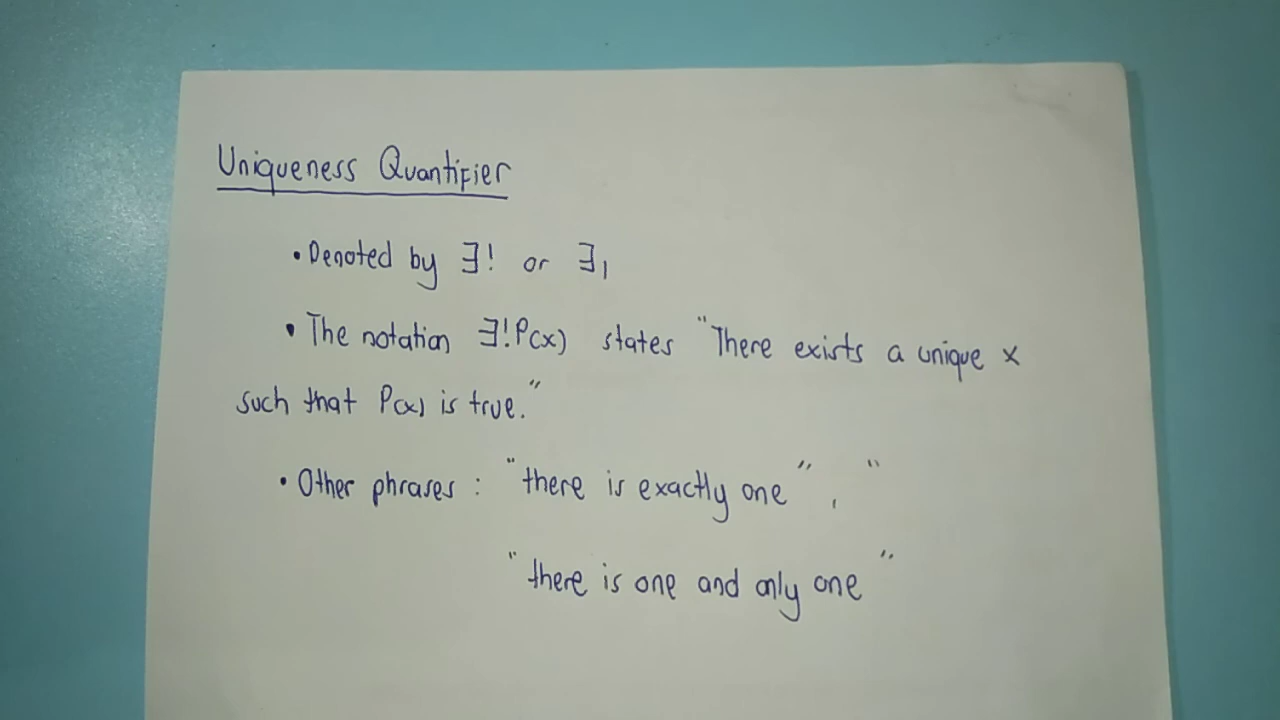 Uniqueness Quantifier
• Denoted by ∃! or ∃₁
• The notation ∃!P(x) states "There exists a unique x
such that P(x) is true."
• Other phrases : "there is exactly one" , "
"there is one and only one"